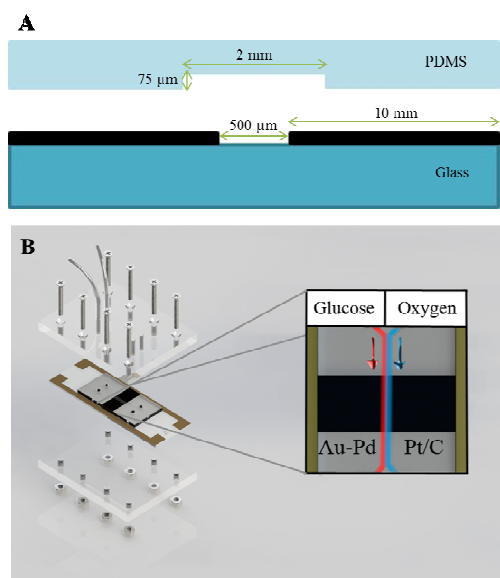 A
2 mm
75 µm
PDMS
10 mm
500 µm
Glass
B
Glucose Oxygen
Au-Pd Pt/C